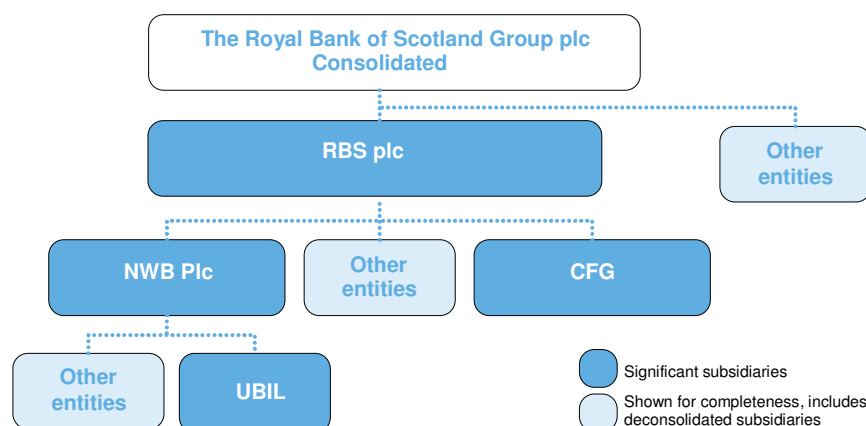 The Royal Bank of Scotland Group plc
Consolidated
RBS plc
Other
entities
NWB Plc
Other
entities
CFG
Other
entities
UBIL
Significant subsidiaries
Shown for completeness, includes
deconsolidated subsidiaries